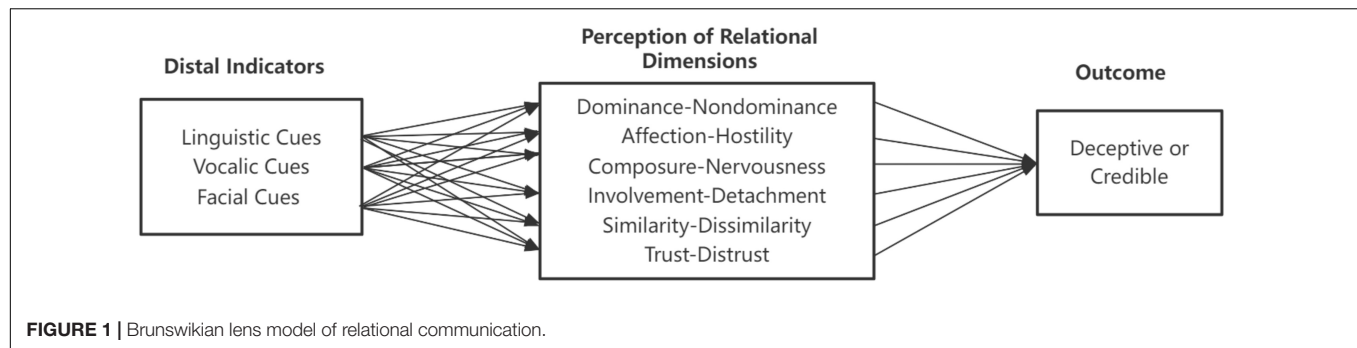 Distal Indicators
Linguistic Cues
Vocalic Cues
Facial Cues
Perception of Relational
Dimensions
Dominance-Nondominance
Affection-Hostility
Composure-Nervousness
Involvement-Detachment
Similarity-Dissimilarity
Trust-Distrust
Outcome
Deceptive or
Credible
FIGURE 1 | Brunswikian lens model of relational communication.